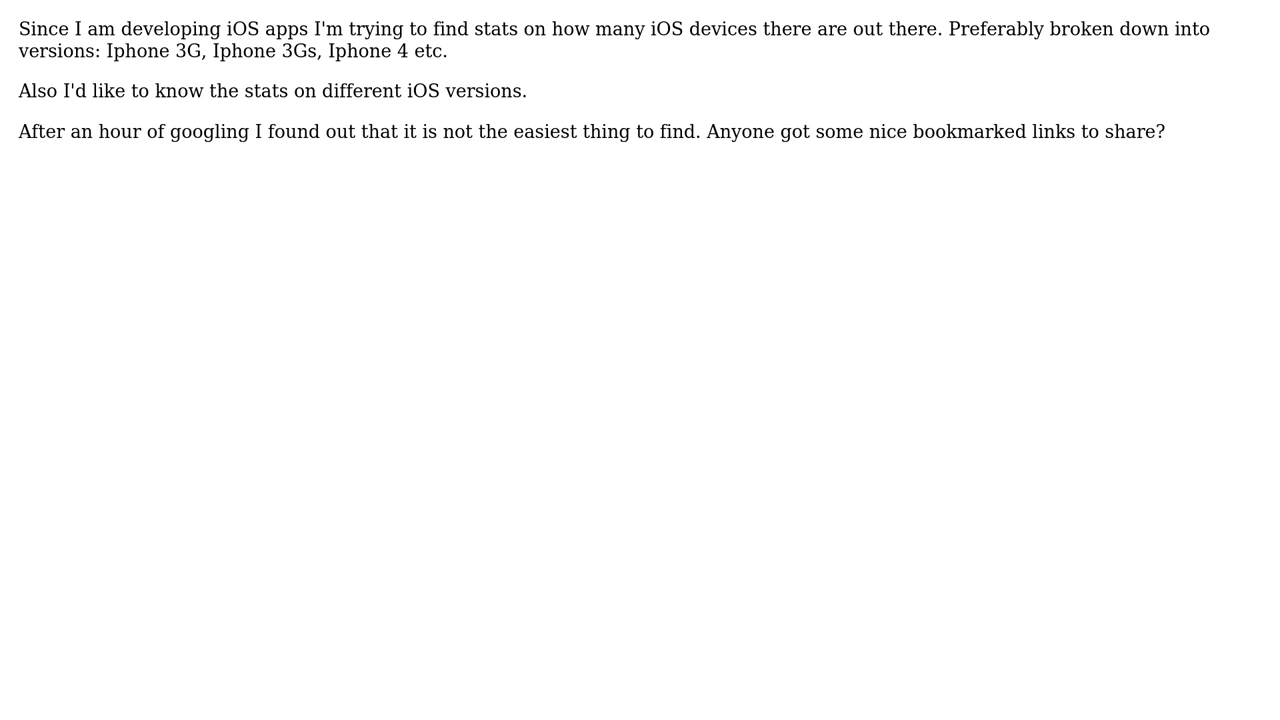 Since I am developing iOS apps I'm trying to find stats on how many iOS devices there are out there. Preferably broken down into
versions: Iphone 3G, Iphone 3Gs, Iphone 4 etc.
Also I'd like to know the stats on different iOS versions.
After an hour of googling I found out that it is not the easiest thing to find. Anyone got some nice bookmarked links to share?